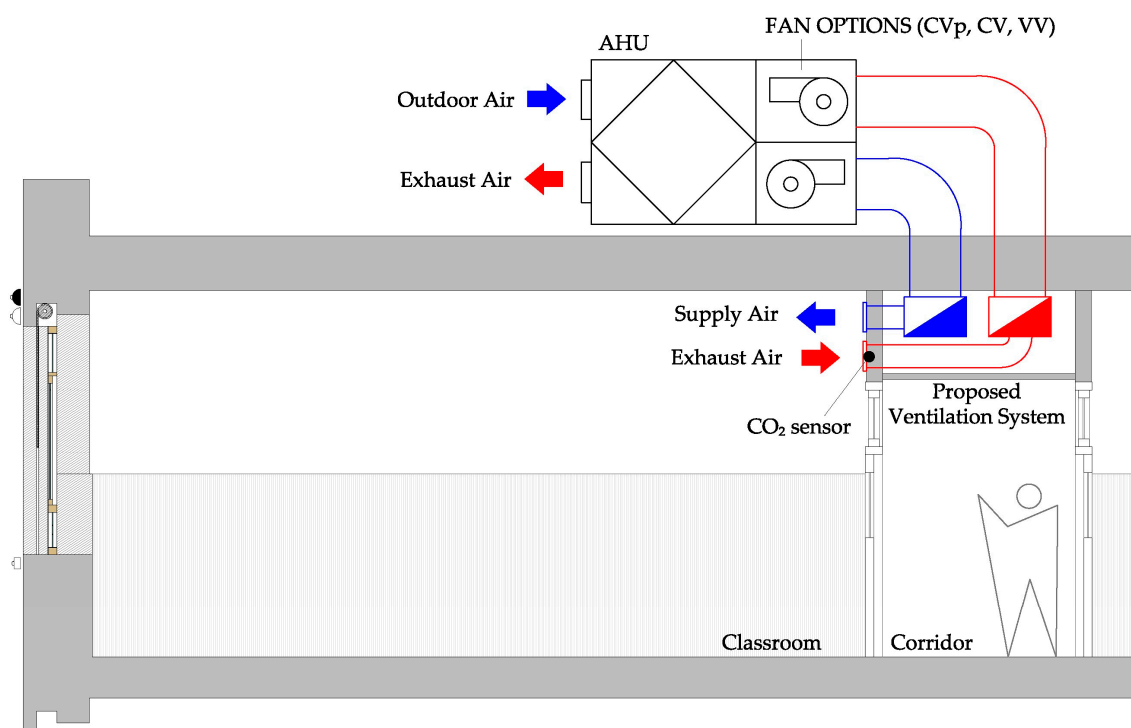 FAN OPTIONS (CVp, CV, VV)
AHU
Outdoor Air
Exhaust Air
Supply Air
Exhaust Air
Proposed
Ventilation System
CO₂ sensor
Classroom
Corridor